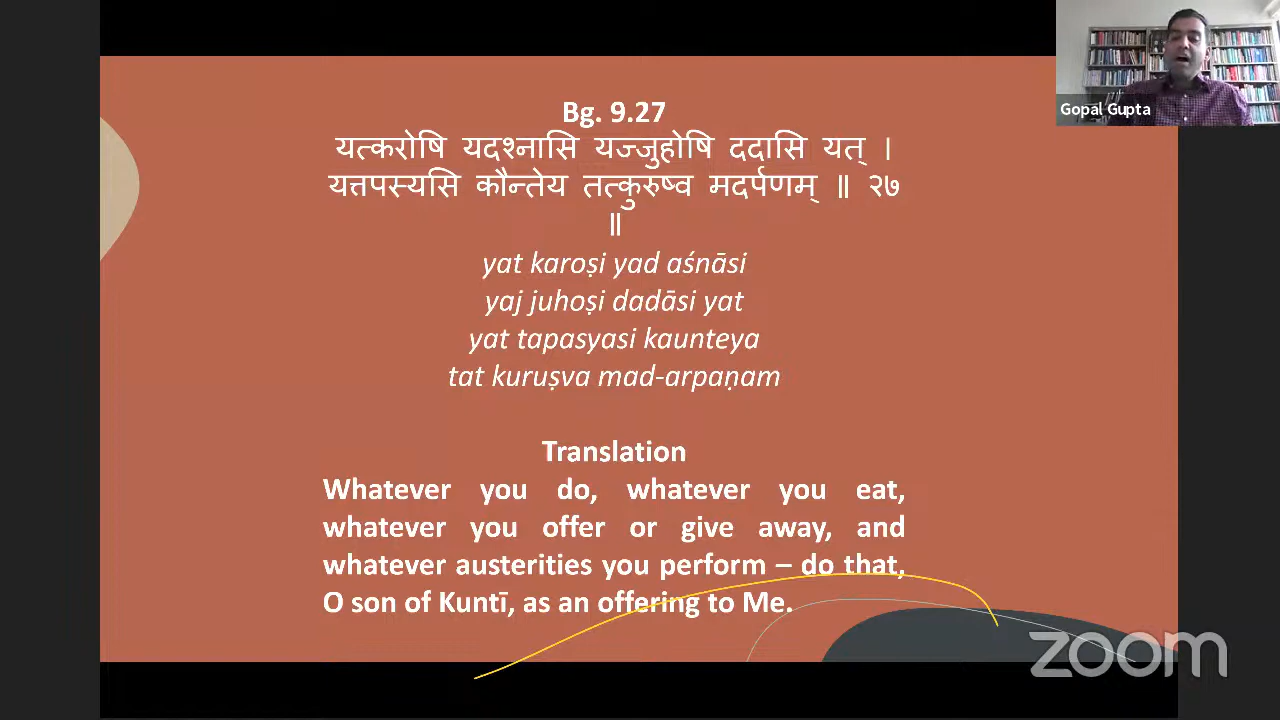 Bg. 9.27
यत्करोषि यदश्नासि यज्जुहोषि ददासि यत् ।
यत्तपस्यसि कौन्तेय तत्कुरुष्व मदर्पणम् ॥ २७
॥
yat karoṣi yad aśnāsi
yaj juhoṣi dadāsi yat
yat tapasyasi kaunteya
tat kuruṣva mad-arpaṇam
Translation
Whatever you do, whatever you eat,
whatever you offer or give away, and
whatever austerities you perform – do that,
O son of Kuntī, as an offering to Me.
Gopal Gupta
zoom